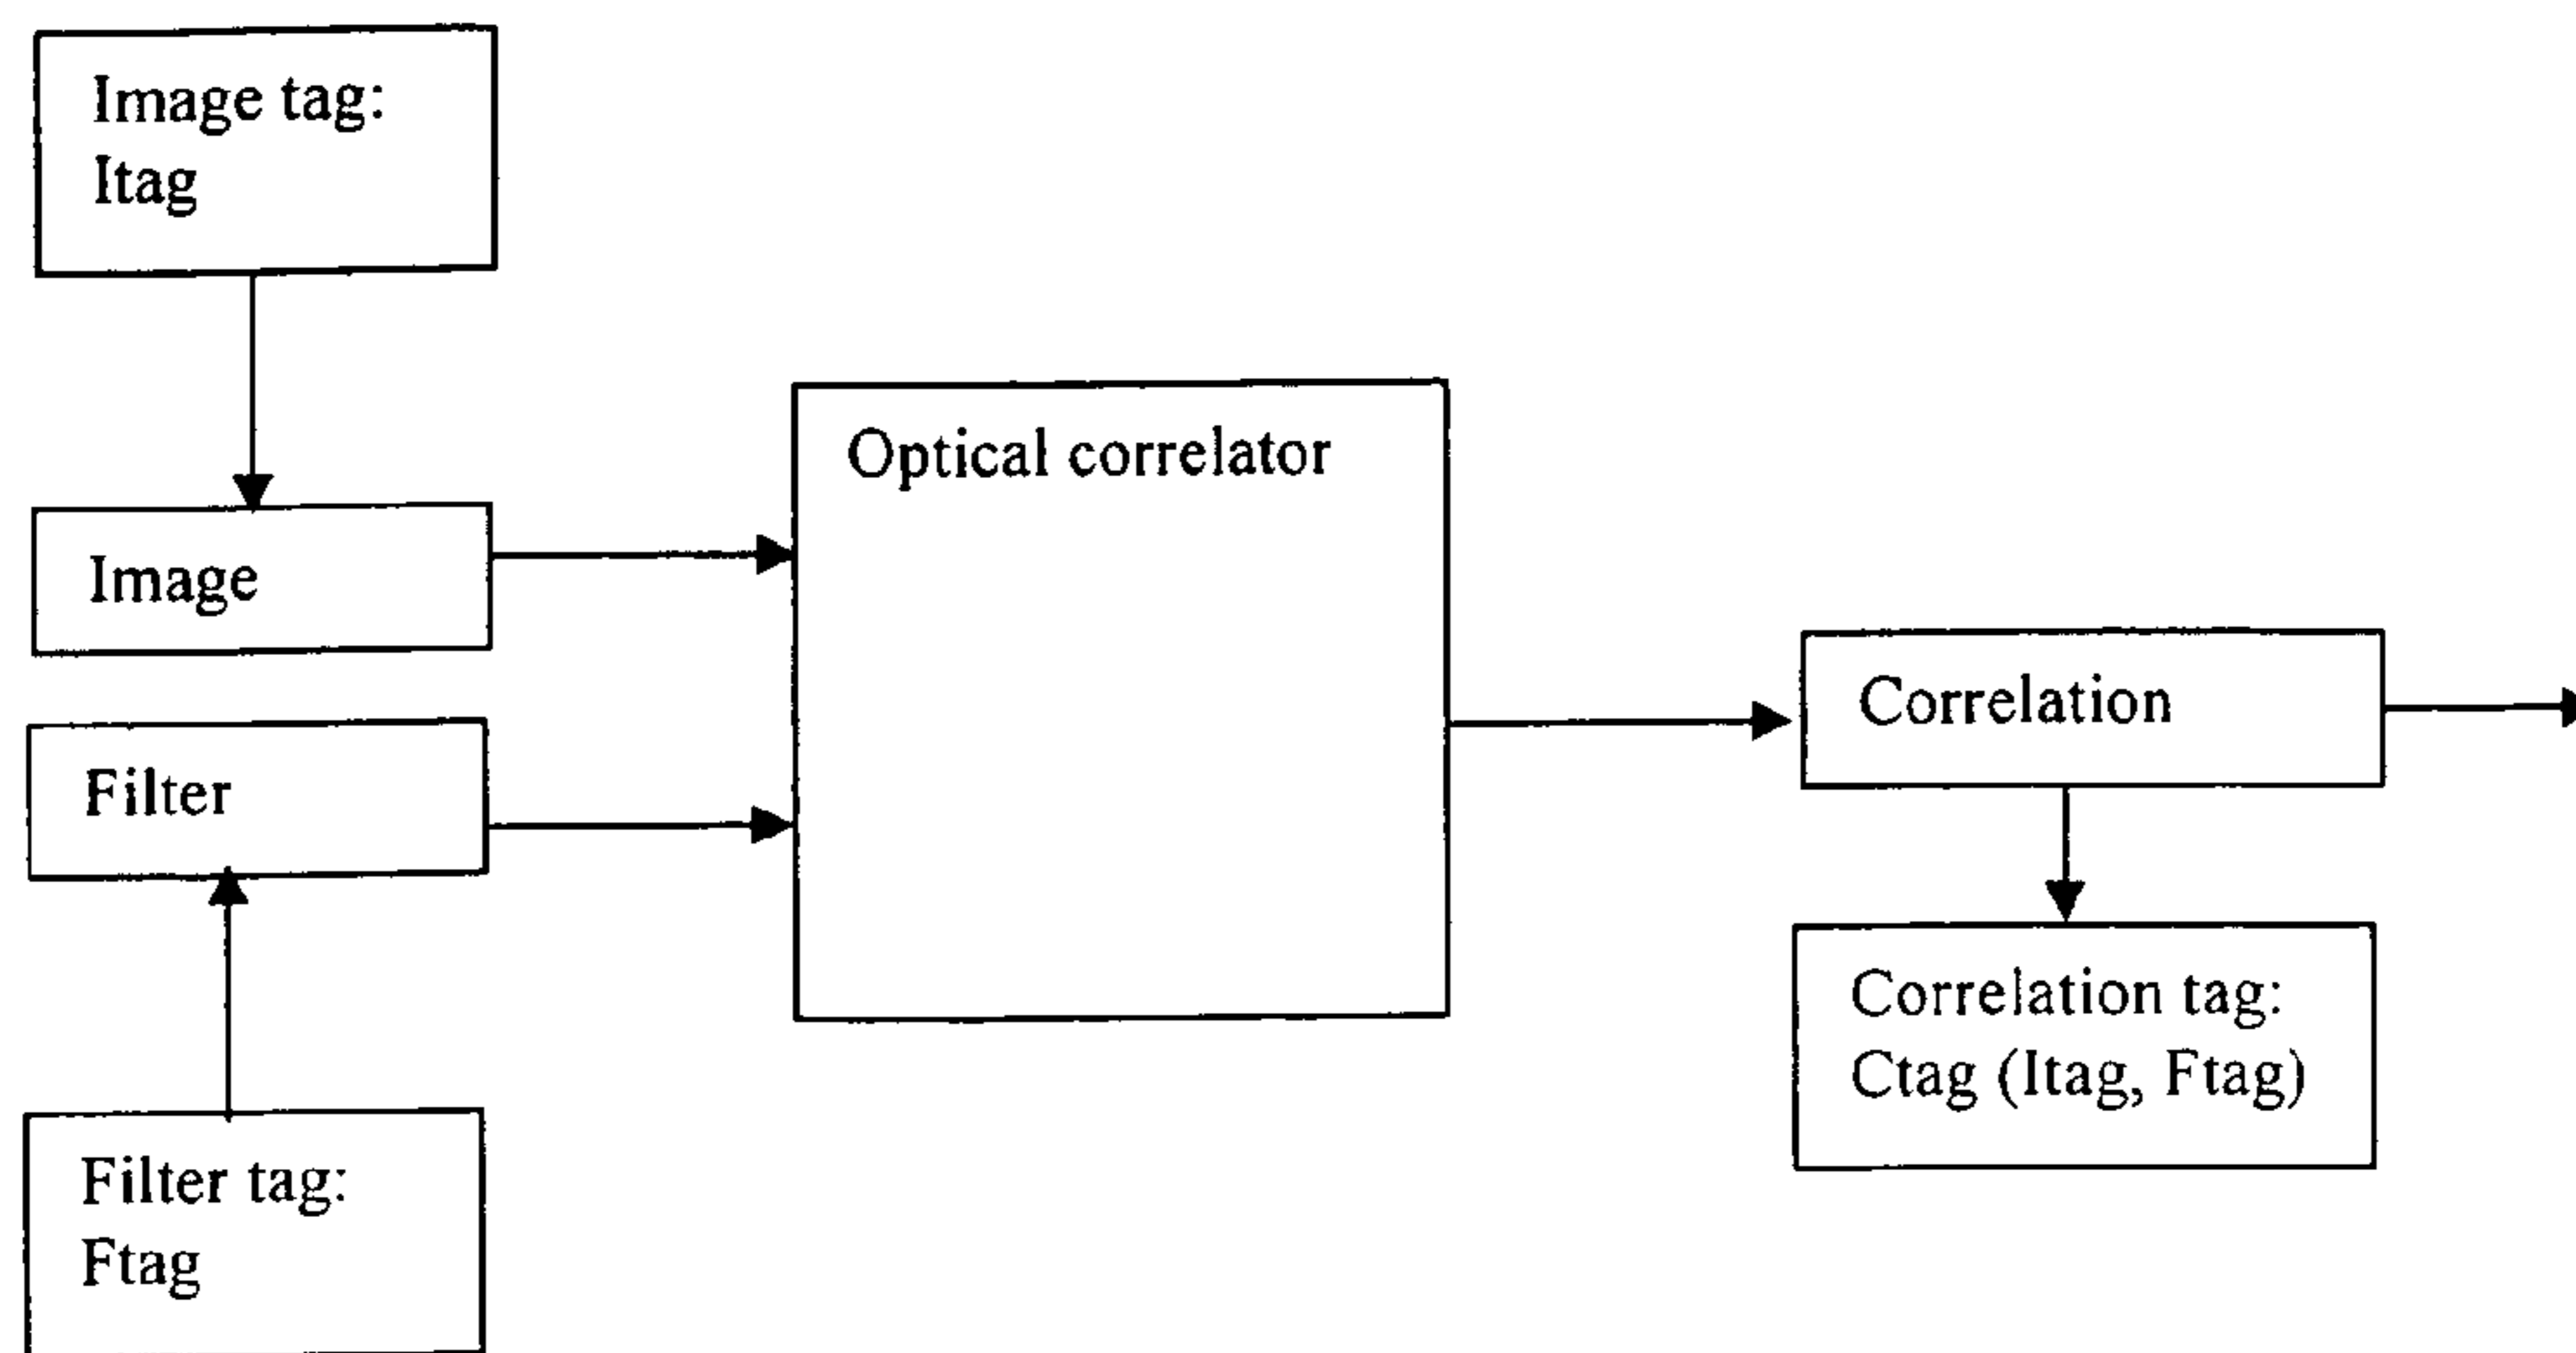 Image tag:
Itag
Image
Filter
Filter tag:
Ftag
Optical correlator
Correlation
Correlation tag:
Ctag (Itag, Ftag)